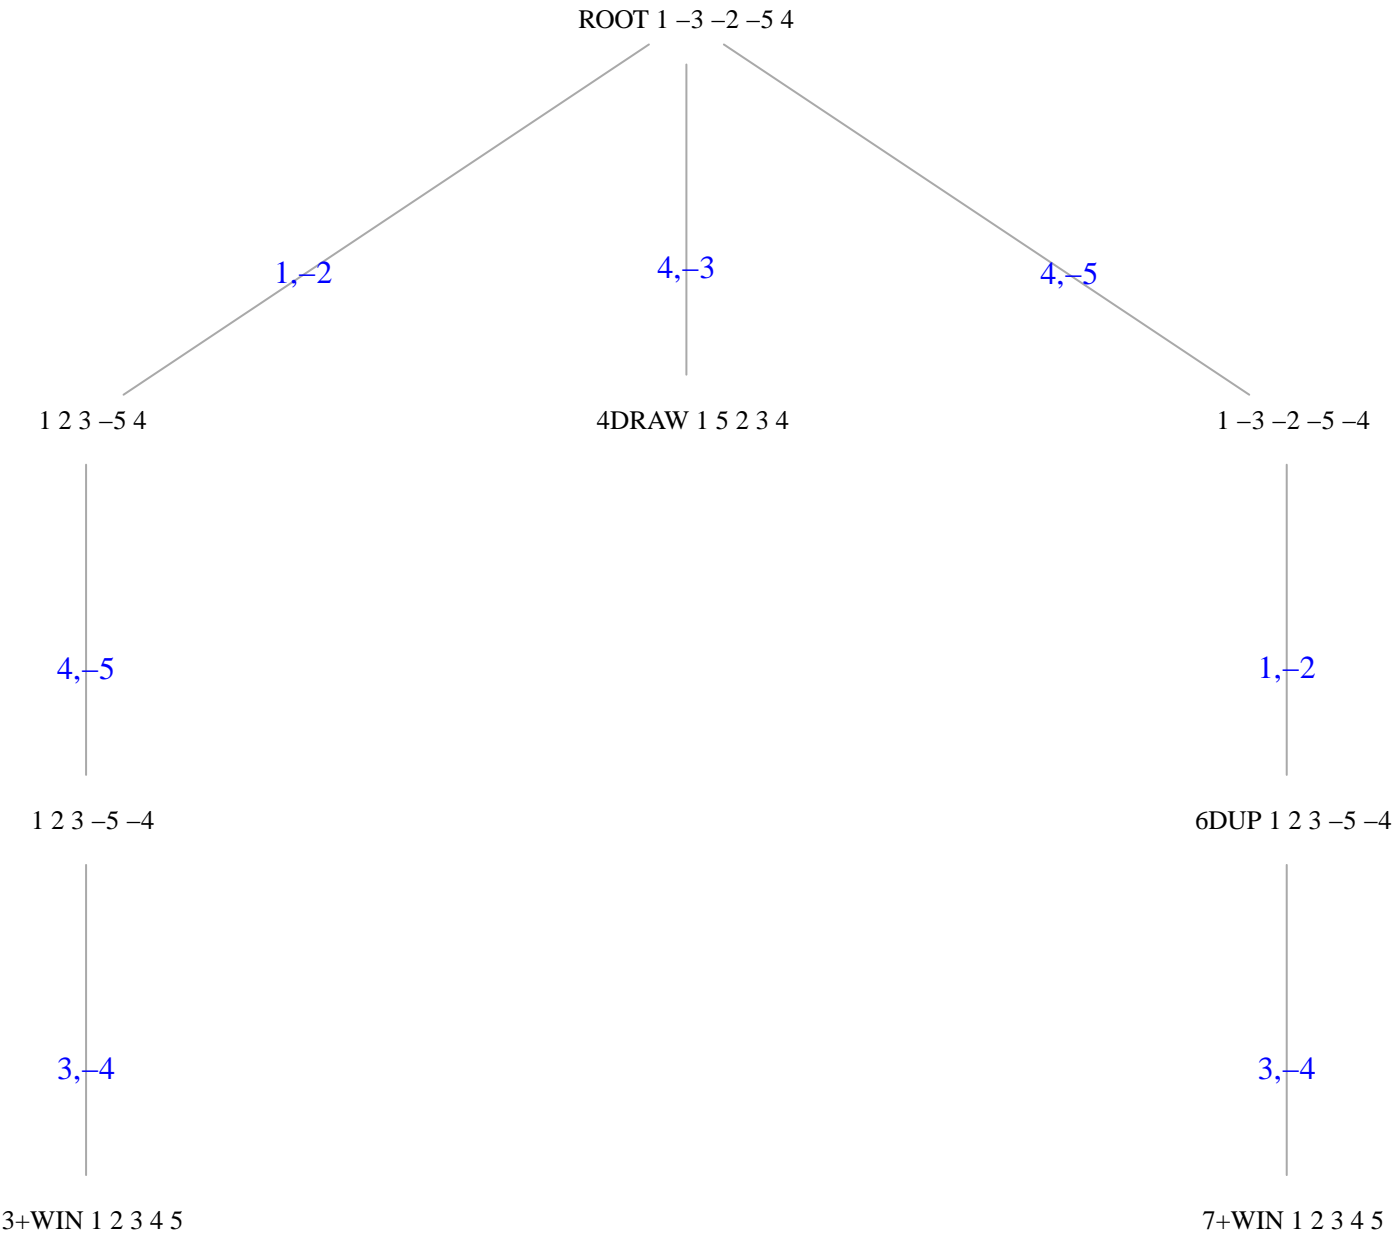 ROOT 1 –3 –2 –5 4
1,–2
4,–3
4,–5
1 2 3 –5 4
4DRAW 1 5 2 3 4
1 –3 –2 –5 –4
4,–5
1,–2
1 2 3 –5 –4
6DUP 1 2 3 –5 –4
3,–4
3,–4
3+WIN 1 2 3 4 5
7+WIN 1 2 3 4 5